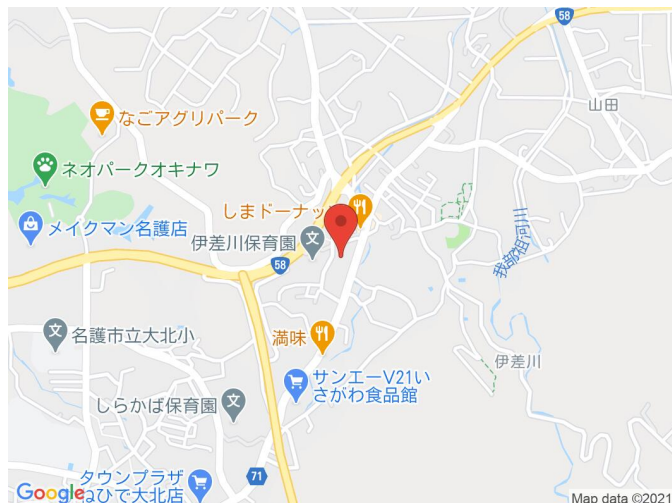 58
山田
なごアグリパーク
ネオパークオキナワ
しまドーナッ
メイクマン名護店
伊差川保育園
文
58
我部祖河川
文
名護市立大北小
満味
伊差川
サンエーV21い
さがわ食品館
しらかば保育園
文
タウンプラザ
ねひで大北店
71
Google
Map data ©2021